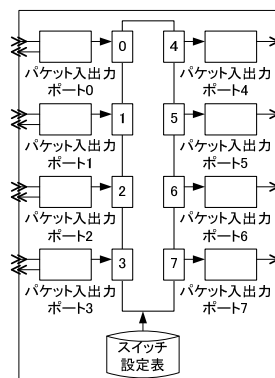 0
4
パケット入出力
ポート0
パケット入出力
ポート4
1
5
パケット入出力
ポート1
パケット入出力
ポート5
2
6
パケット入出力
ポート2
パケット入出力
ポート6
3
7
パケット入出力
ポート3
パケット入出力
ポート7
スイッチ
設定表